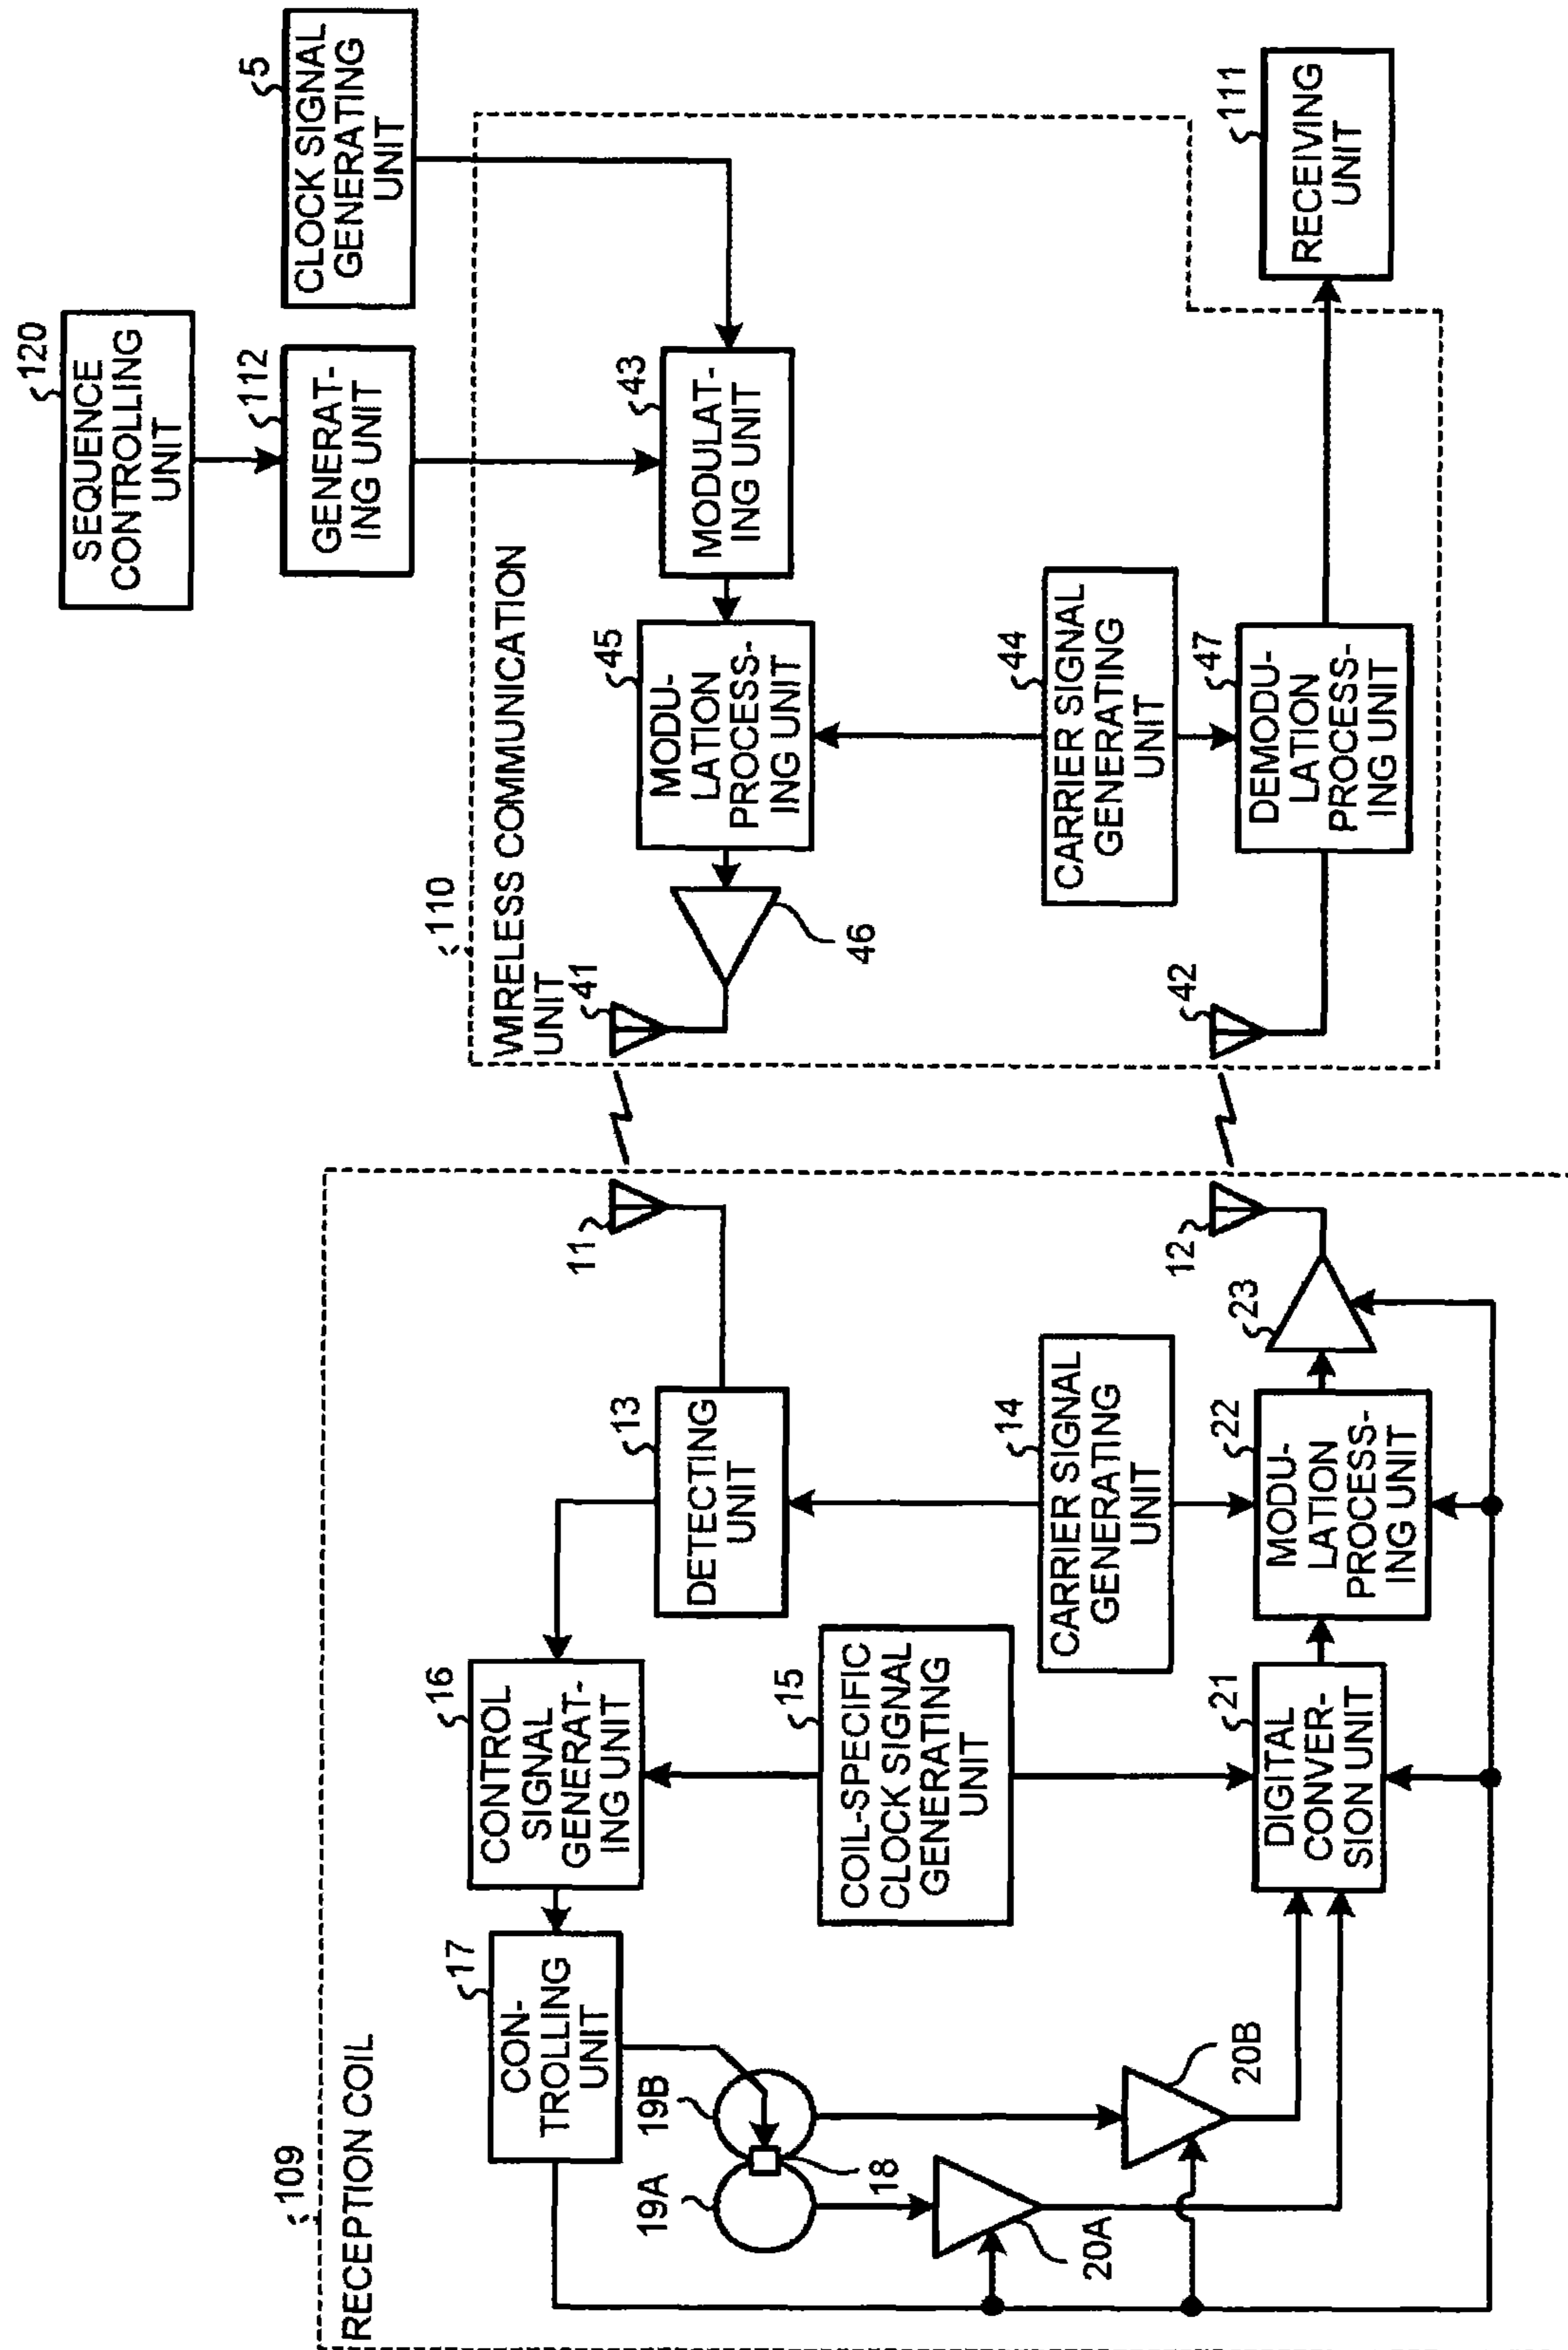 120
SEQUENCE
CONTROLLING
UNIT
112
GENERAT-
ING UNIT
5
CLOCK SIGNAL
GENERATING
UNIT
110
WIRELESS COMMUNICATION
UNIT
41
46
45
MODU-
LATION
PROCESS-
ING UNIT
43
MODULAT-
ING UNIT
44
CARRIER SIGNAL
GENERATING
UNIT
42
47
DEMODU-
LATION
PROCESS-
ING UNIT
111
RECEIVING
UNIT
109
RECEPTION COIL
17
CON-
TROLLING
UNIT
16
CONTROL
SIGNAL
GENERAT-
ING UNIT
13
DETECTING
UNIT
11
19A
19B
18
20A
20B
15
COIL-SPECIFIC
CLOCK SIGNAL
GENERATING
UNIT
14
CARRIER SIGNAL
GENERATING
UNIT
21
DIGITAL
CONVER-
SION UNIT
22
MODU-
LATION
PROCESS-
ING UNIT
23
12